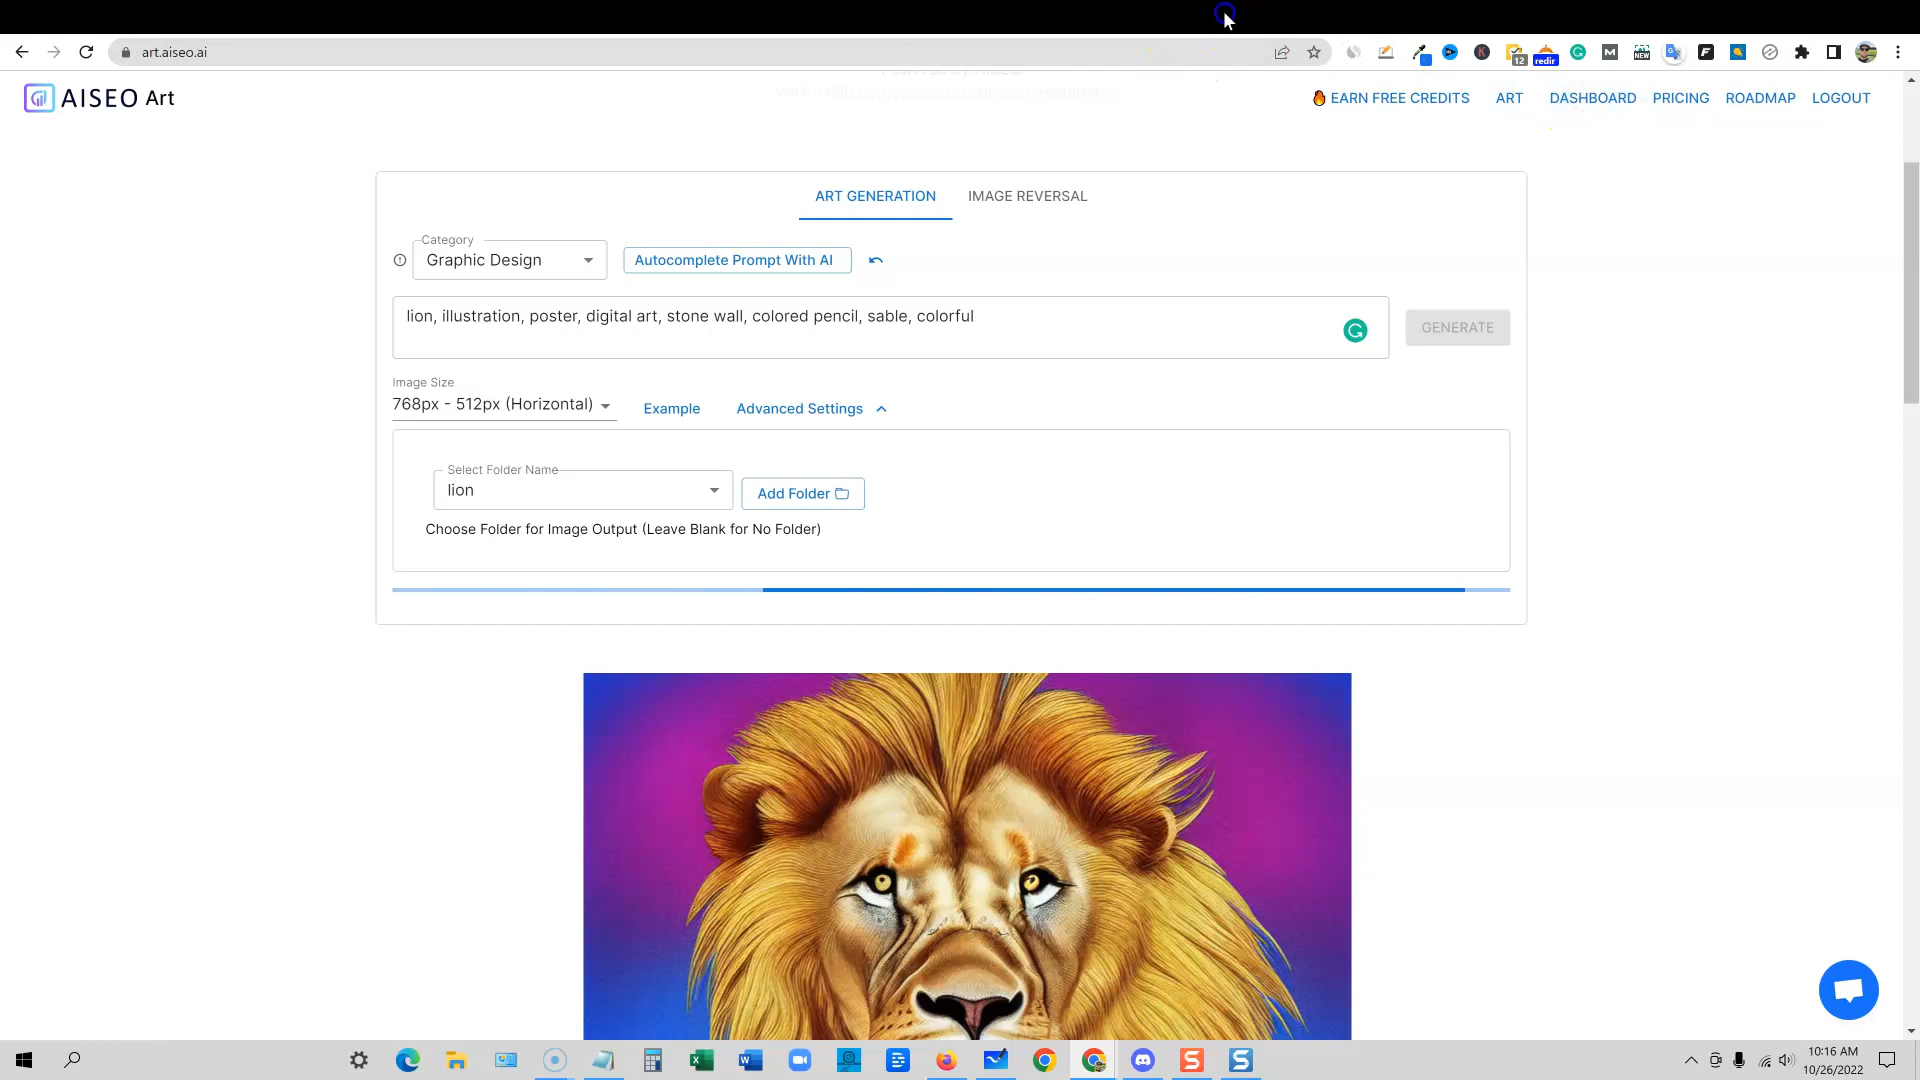 art.aiseo.ai
12
redir
NEW
AISEO Art
EARN FREE CREDITS
ART
DASHBOARD
PRICING
ROADMAP
LOGOUT
ART GENERATION
IMAGE REVERSAL
Category
Graphic Design
Autocomplete Prompt With AI
lion, illustration, poster, digital art, stone wall, colored pencil, sable, colorful
GENERATE
Image Size
768px - 512px (Horizontal)
Example
Advanced Settings
Select Folder Name
lion
Add Folder
Choose Folder for Image Output (Leave Blank for No Folder)
10:16 AM
10/26/2022